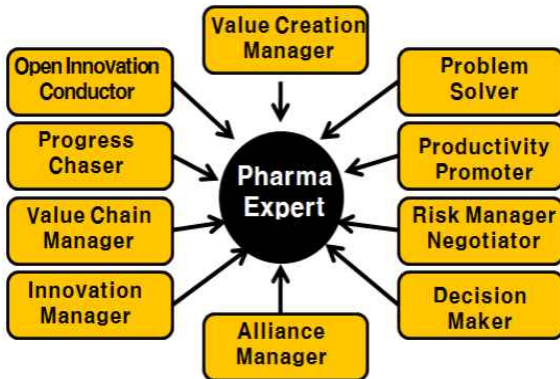 Value Creation
Manager
Open Innovation
Conductor
Problem
Solver
Progress
Chaser
Productivity
Promoter
Pharma
Expert
Value Chain
Manager
Risk Manager
Negotiator
Innovation
Manager
Decision
Maker
Alliance
Manager